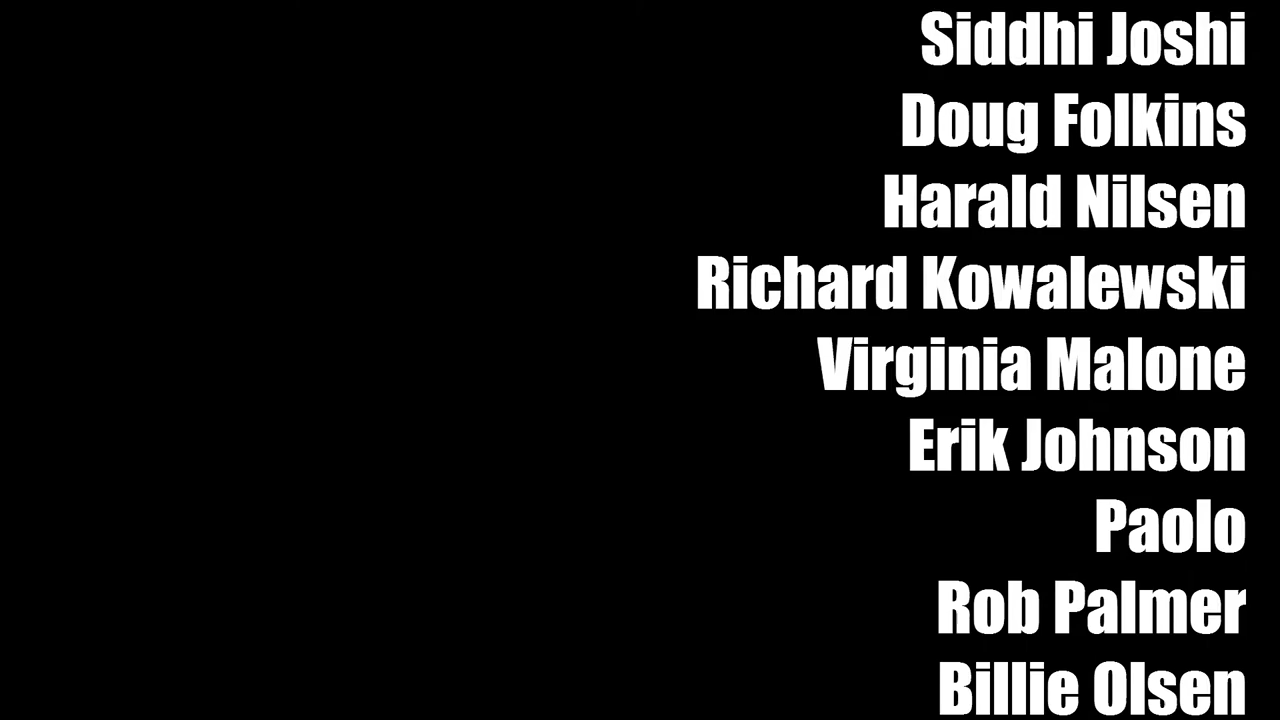 Siddhi Joshi
Doug Folkins
Harald Nilsen
Richard Kowalewski
Virginia Malone
Erik Johnson
Paolo
Rob Palmer
Billie Olsen